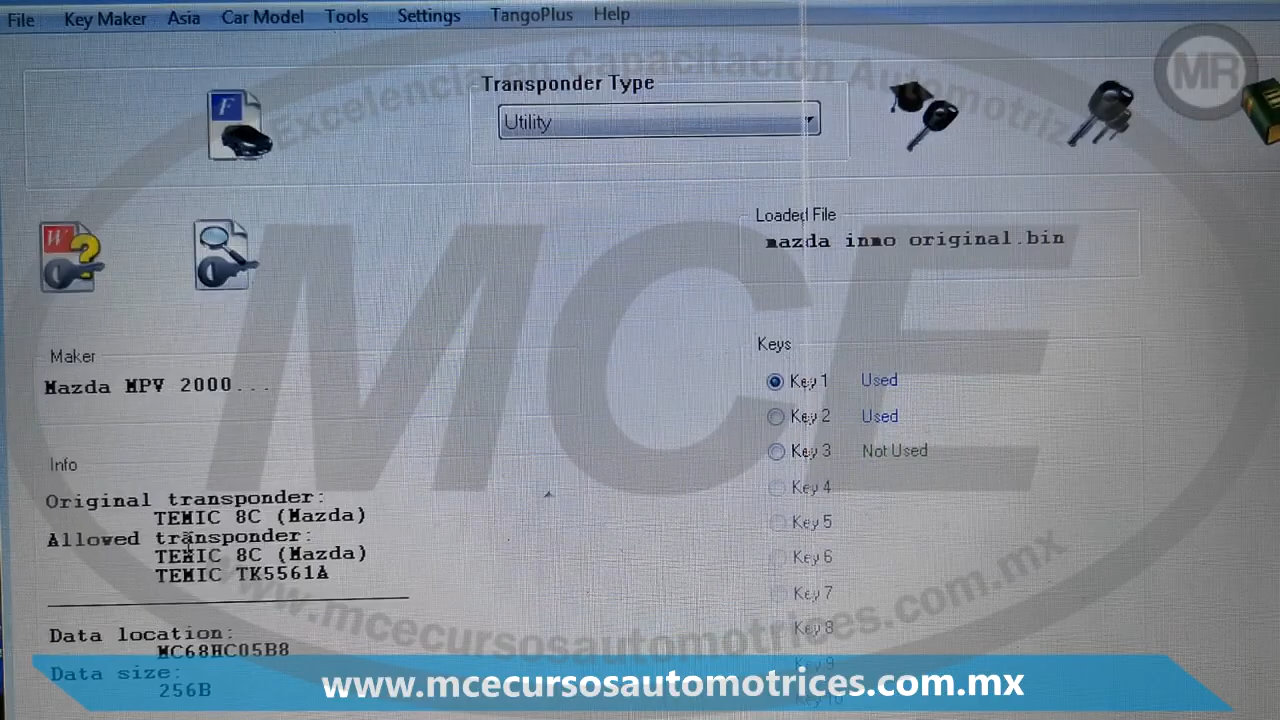 File Key Maker Asia Car Model Tools Settings TangoPlus Help
Excelencia en Capacitación Automotriz
MR
Transponder Type
Utility
F
W
?
Loaded File
mazda inmo original.bin
MCE
Maker
Mazda MPV 2000...
Keys
Key 1 Used
Key 2 Used
Key 3 Not Used
Key 4
Key 5
Key 6
Key 7
Key 8
Key 9
Key 10
Info
Original transponder:
TEMIC 8C (Mazda)
Allowed transponder:
TEMIC 8C (Mazda)
TEMIC TK5561A
Data location:
MC68HC05B8
Data size:
256B
www.mcecursosautomotrices.com.mx
www.mcecursosautomotrices.com.mx